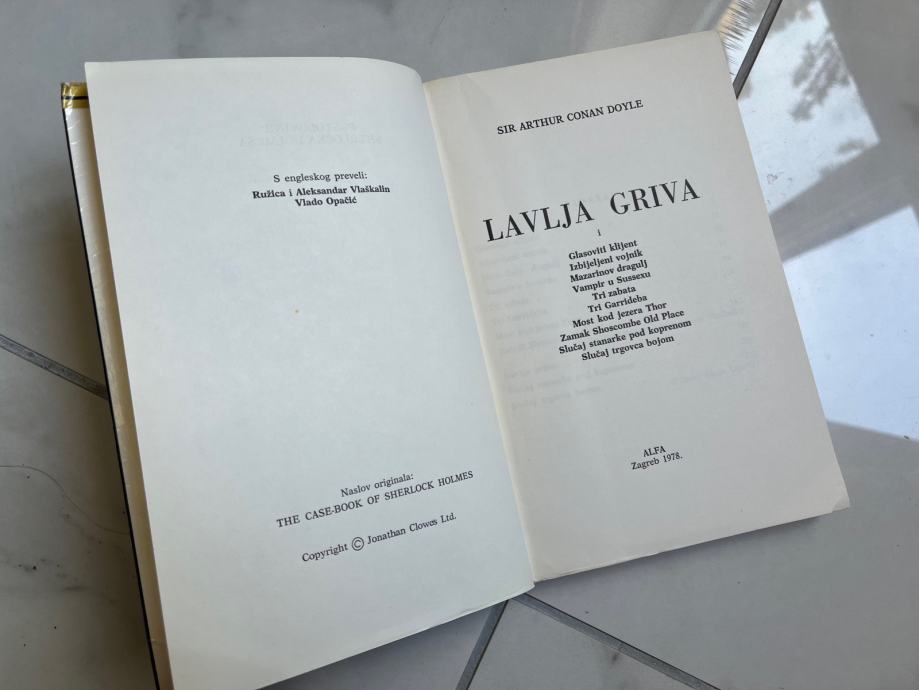 S engleskog preveli:
Ružica i Aleksandar Vlaškalin
Vlado Opačić
Naslov originala:
THE CASE-BOOK OF SHERLOCK HOLMES
Copyright © Jonathan Clowes Ltd.
SIR ARTHUR CONAN DOYLE
LAVLJA GRIVA
i
Glasoviti klijent
Izbijeljeni vojnik
Mazarinov dragulj
Vampir u Sussexu
Tri zabata
Tri Garrideba
Most kod jezera Thor
Zamak Shoscombe Old Place
Slučaj stanarke pod koprenom
Slučaj trgovca bojom
ALFA
Zagreb 1978.